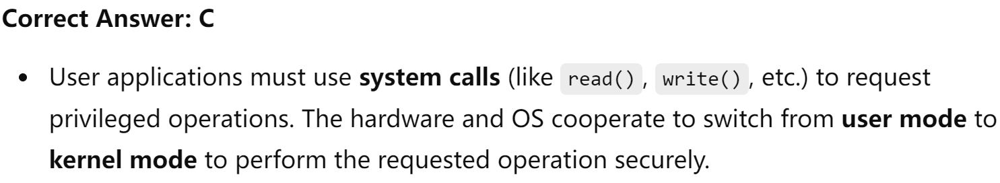 Correct Answer: C
• User applications must use system calls (like read(), write(), etc.) to request
privileged operations. The hardware and OS cooperate to switch from user mode to
kernel mode to perform the requested operation securely.